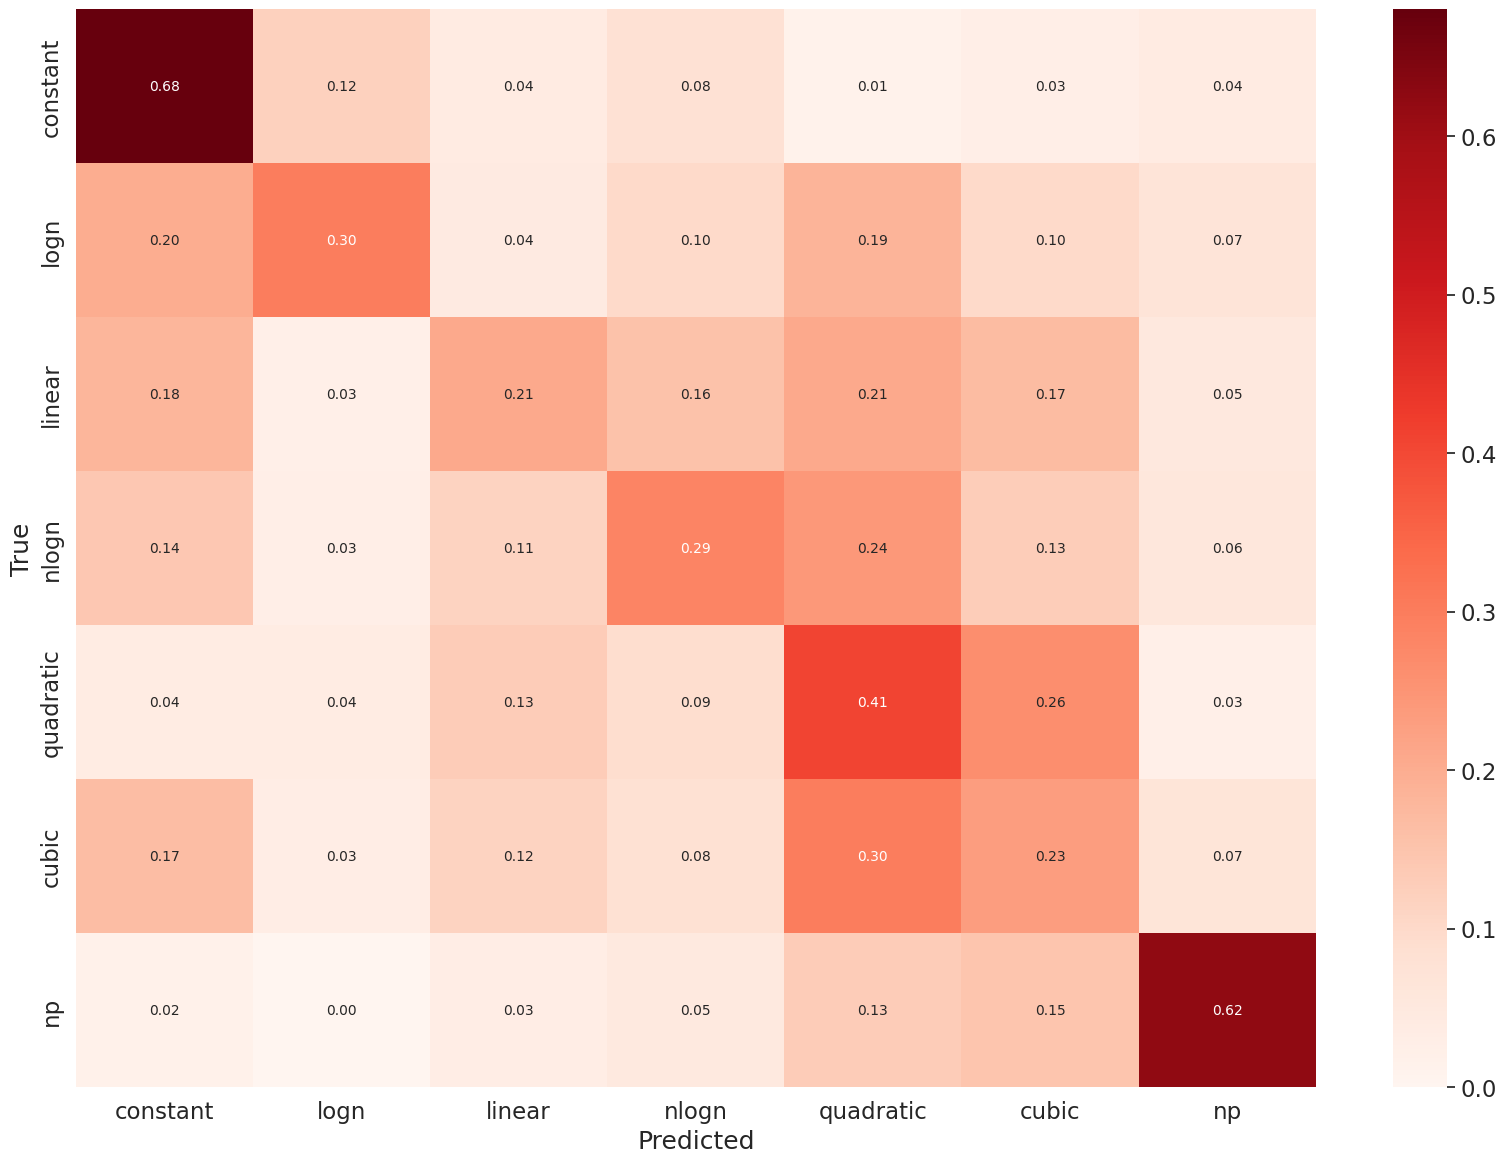 constant 0.68 0.12 0.04 0.08 0.01 0.03 0.04
logn 0.20 0.30 0.04 0.10 0.19 0.10 0.07
linear 0.18 0.03 0.21 0.16 0.21 0.17 0.05
nlogn 0.14 0.03 0.11 0.29 0.24 0.13 0.06
quadratic 0.04 0.04 0.13 0.09 0.41 0.26 0.03
cubic 0.17 0.03 0.12 0.08 0.30 0.23 0.07
np 0.02 0.00 0.03 0.05 0.13 0.15 0.62
True
constant logn linear nlogn quadratic cubic np
Predicted
0.6
0.5
0.4
0.3
0.2
0.1
0.0